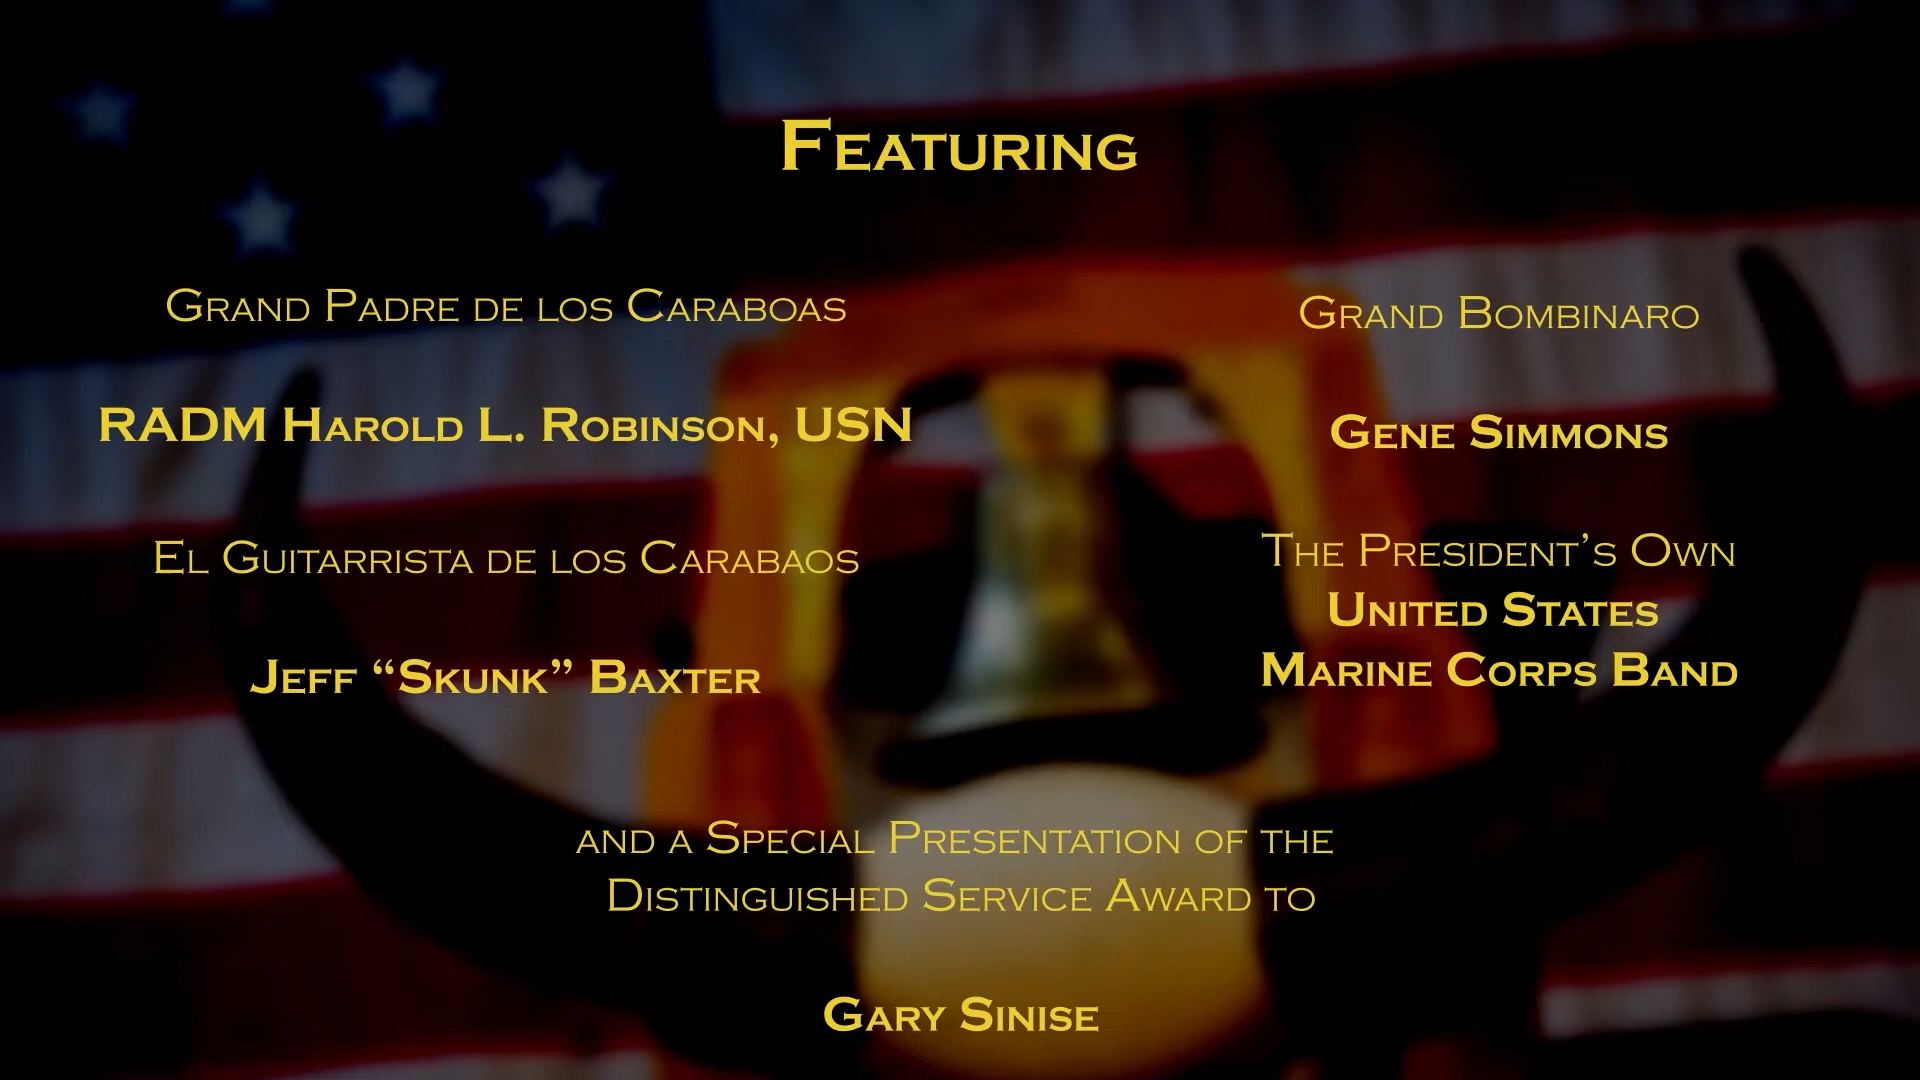 Featuring
Grand Padre de los Caraboas
RADM Harold L. Robinson, USN
El Guitarrista de los Carabaos
Jeff “Skunk” Baxter
Grand Bombinaro
Gene Simmons
The President’s Own
United States
Marine Corps Band
and a Special Presentation of the
Distinguished Service Award to
Gary Sinise